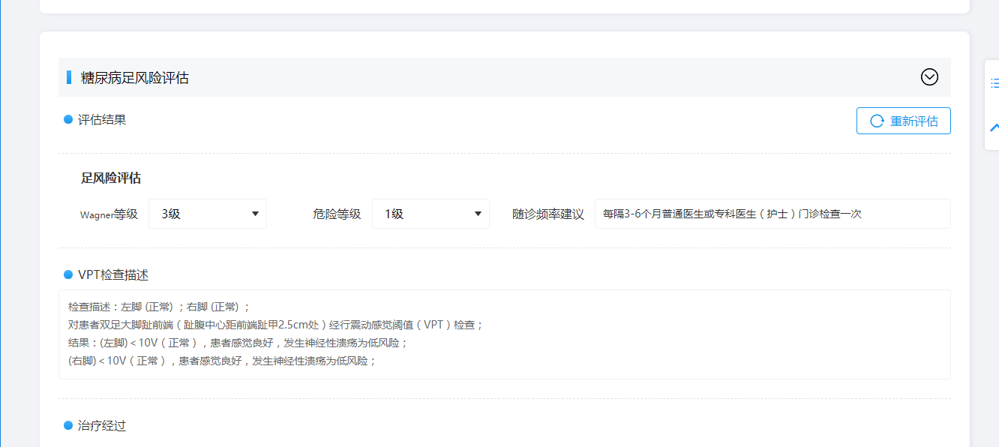 糖尿病足风险评估
评估结果
重新评估
足风险评估
Wagner等级 3级 危险等级 1级 随诊频率建议 每隔3-6个月普通医生或专科医生（护士）门诊检查一次
VPT检查描述
检查描述：左脚 (正常) ；右脚 (正常) ；
对患者双足大脚趾前端（趾腹中心距前端趾甲2.5cm处）经行震动感觉阈值（VPT）检查；
结果：(左脚)＜10V（正常），患者感觉良好，发生神经性溃疡为低风险；
(右脚)＜10V（正常），患者感觉良好，发生神经性溃疡为低风险；
治疗经过